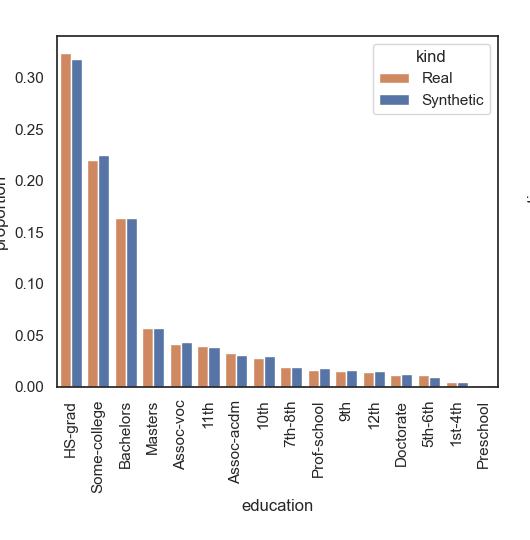 kind
Real
Synthetic
0.30
0.25
0.20
0.15
0.10
0.05
0.00
proportion
HS-grad
Some-college
Bachelors
Masters
Assoc-voc
11th
Assoc-acdm
10th
7th-8th
Prof-school
9th
12th
Doctorate
5th-6th
1st-4th
Preschool
education